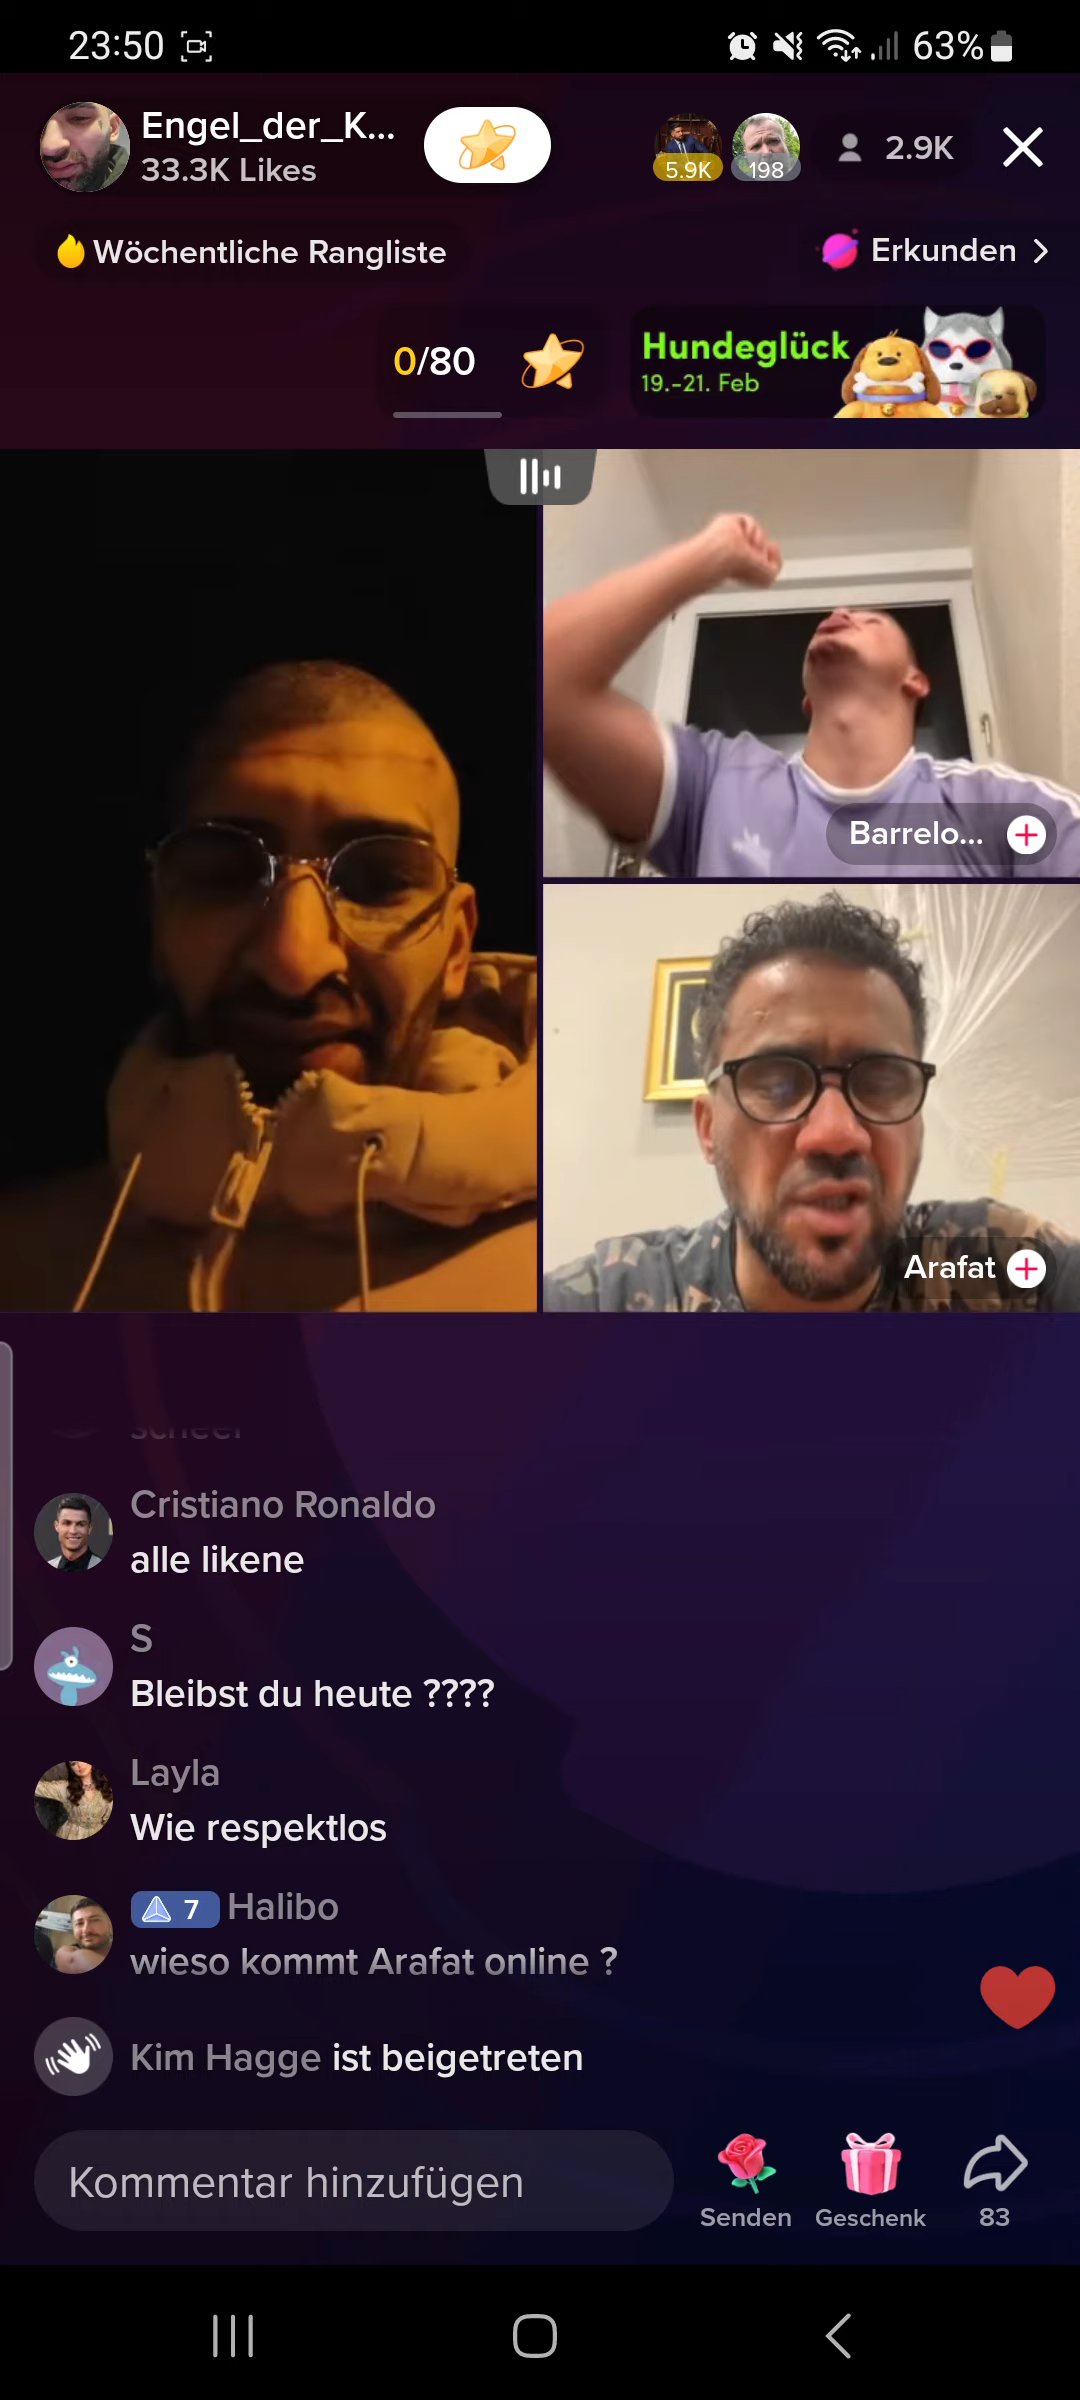 23:50
63%
Engel_der_K...
33.3K Likes
5.9K
198
2.9K
Wöchentliche Rangliste
Erkunden
0/80
Hundeglück
19.-21. Feb
Barrelo...
Arafat
Cristiano Ronaldo
alle likene
S
Bleibst du heute ????
Layla
Wie respektlos
7 Halibo
wieso kommt Arafat online ?
Kim Hagge ist beigetreten
Kommentar hinzufügen
Senden
Geschenk
83